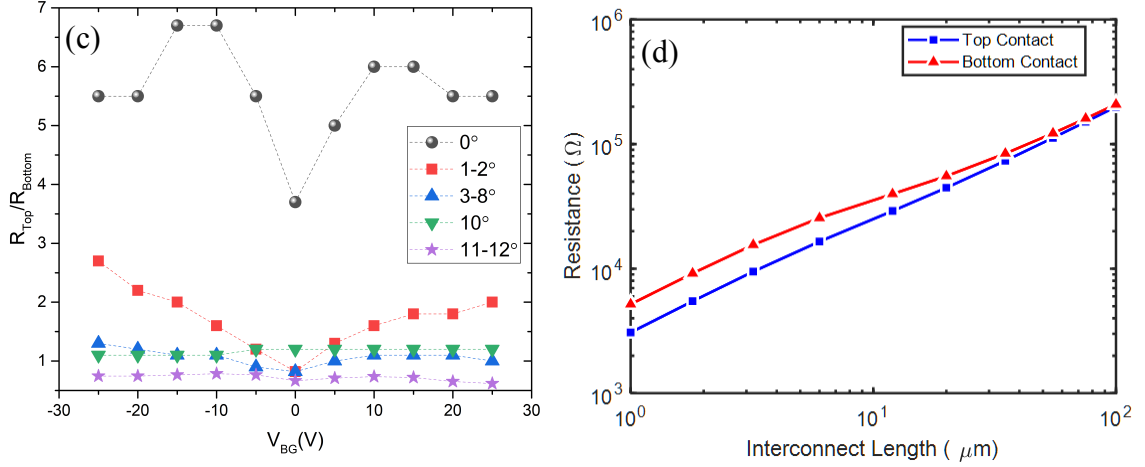 (c)
7
6
5
4
3
2
1
R_Top/R_Bottom
0°
1-2°
3-8°
10°
11-12°
-30 -20 -10 0 10 20 30
V_BG(V)
(d)
Top Contact
Bottom Contact
10^6
10^5
10^4
10^3
Resistance ( Ω)
10^0 10^1 10^2
Interconnect Length ( μm)